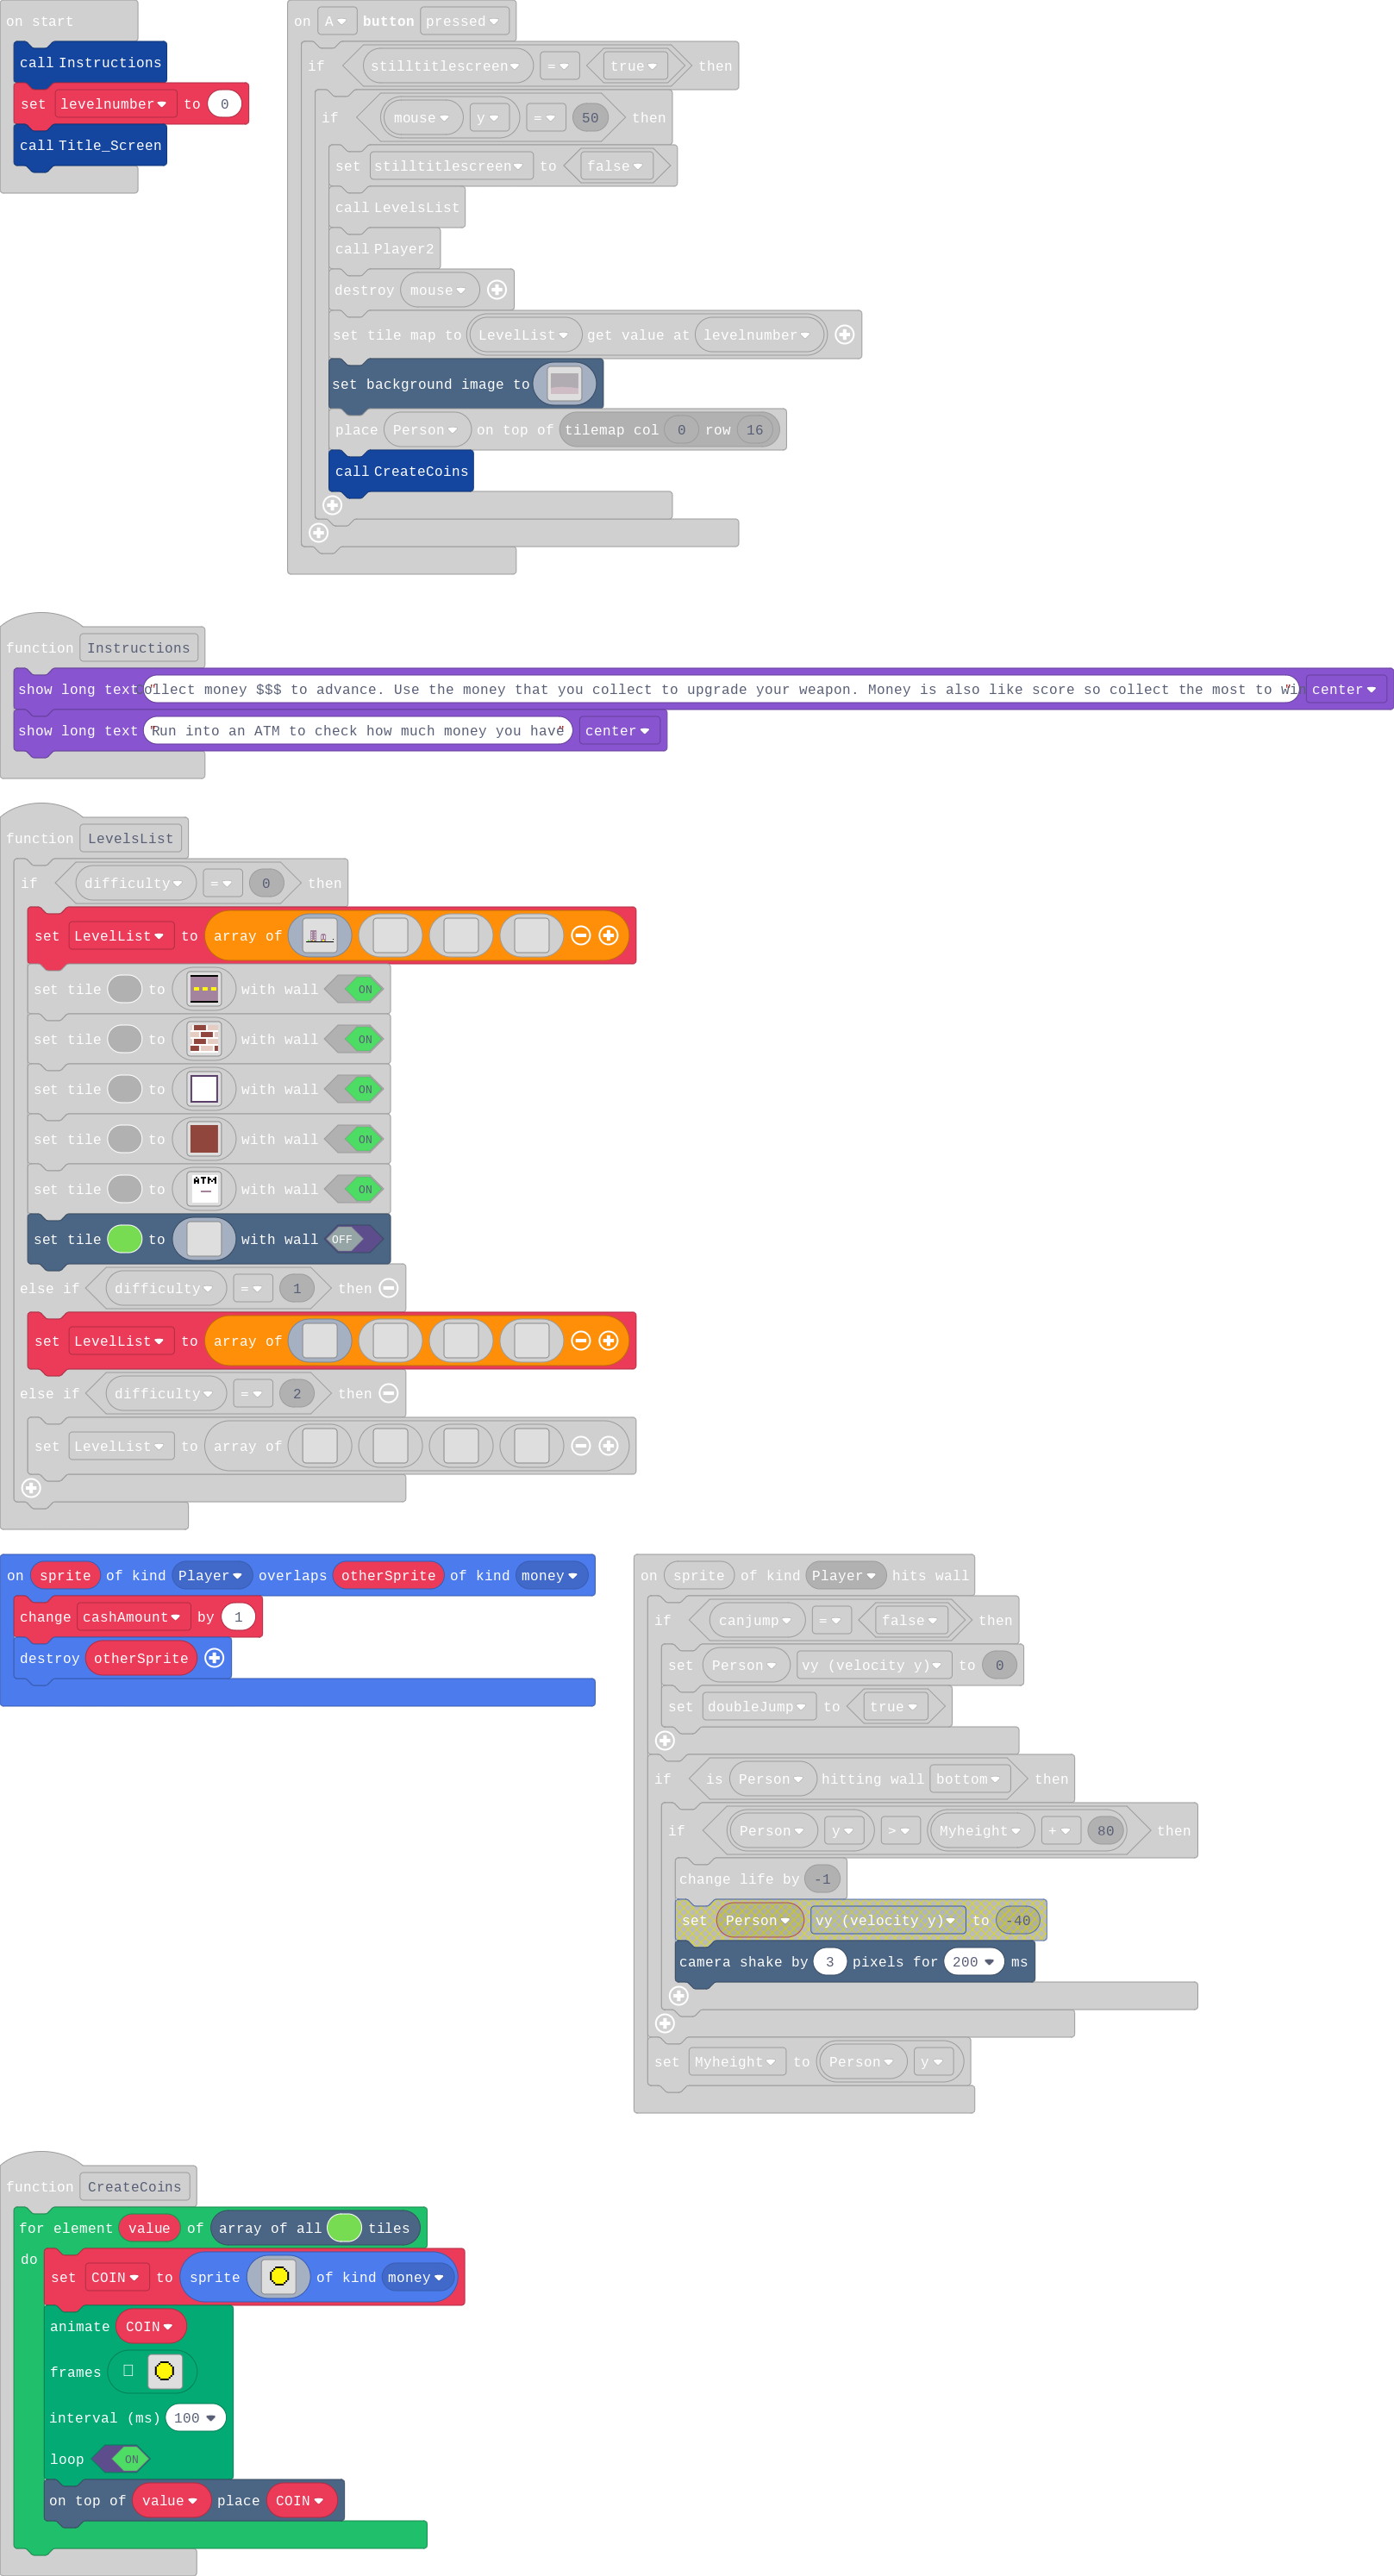 on start
call Instructions
set levelnumber to 0
call Title_Screen
on A button pressed
if stilltitlescreen = true then
if mouse y = 50 then
set stilltitlescreen to false
call LevelsList
call Player2
destroy mouse
set tile map to LevelList get value at levelnumber
set background image to
place Person on top of tilemap col 0 row 16
call CreateCoins
function Instructions
show long text "ollect money $$$ to advance. Use the money that you collect to upgrade your weapon. Money is also like score so collect the most to win" center
show long text "Run into an ATM to check how much money you have" center
function LevelsList
if difficulty = 0 then
set LevelList to array of
set tile to with wall ON
set tile to with wall ON
set tile to with wall ON
set tile to with wall ON
set tile to ATM with wall ON
set tile to with wall OFF
else if difficulty = 1 then
set LevelList to array of
else if difficulty = 2 then
set LevelList to array of
on sprite of kind Player overlaps otherSprite of kind money
change cashAmount by 1
destroy otherSprite
on sprite of kind Player hits wall
if canjump = false then
set Person vy (velocity y) to 0
set doubleJump to true
if is Person hitting wall bottom then
if Person y > Myheight + 80 then
change life by -1
set Person vy (velocity y) to -40
camera shake by 3 pixels for 200 ms
set Myheight to Person y
function CreateCoins
for element value of array of all tiles
do
set COIN to sprite of kind money
animate COIN
frames
interval (ms) 100
loop ON
on top of value place COIN